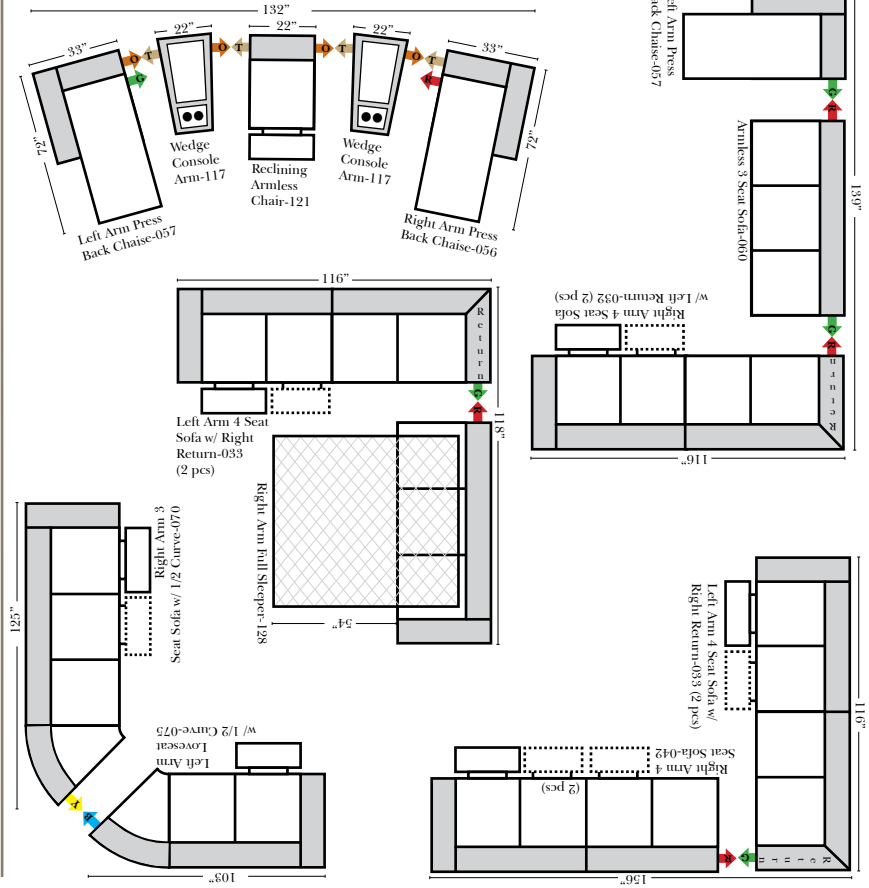 132”
33”
22”
22”
22”
33”
O
T
O
T
O
T
O
T
G
R
72”
72”
Left Arm Press
Back Chaise-057
Wedge
Console
Arm-117
Reclining
Armless
Chair-121
Wedge
Console
Arm-117
Right Arm Press
Back Chaise-056
Left Arm Press
Back Chaise-057
G
R
Armless 3 Seat Sofa-060
139”
G
R
Right Arm 4 Seat Sofa
w/ Left Return-032 (2 pcs)
Return
116”
116”
Return
G
R
118”
Left Arm 4 Seat
Sofa w/ Right
Return-033
(2 pcs)
Right Arm Full Sleeper-128
54”
125”
Right Arm 3
Seat Sofa w/ 1/2 Curve-070
Y
B
Left Arm
Loveseat
w/ 1/2 Curve-075
103”
Left Arm 4 Seat Sofa w/
Right Return-033 (2 pcs)
116”
Right Arm 4
Seat Sofa-042
(2 pcs)
R
G
Return
156”